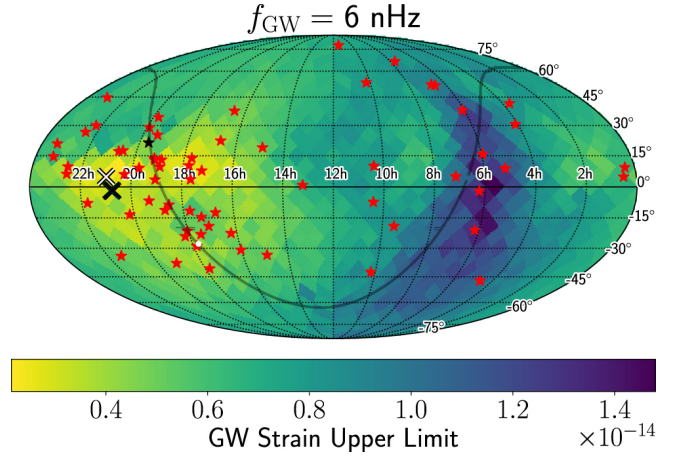 f_GW = 6 nHz
75°
60°
45°
30°
15°
22h 20h 18h 16h 14h 12h 10h 8h 6h 4h 2h
0°
-15°
-30°
-45°
-60°
-75°
0.4 0.6 0.8 1.0 1.2 1.4
GW Strain Upper Limit ×10⁻¹⁴